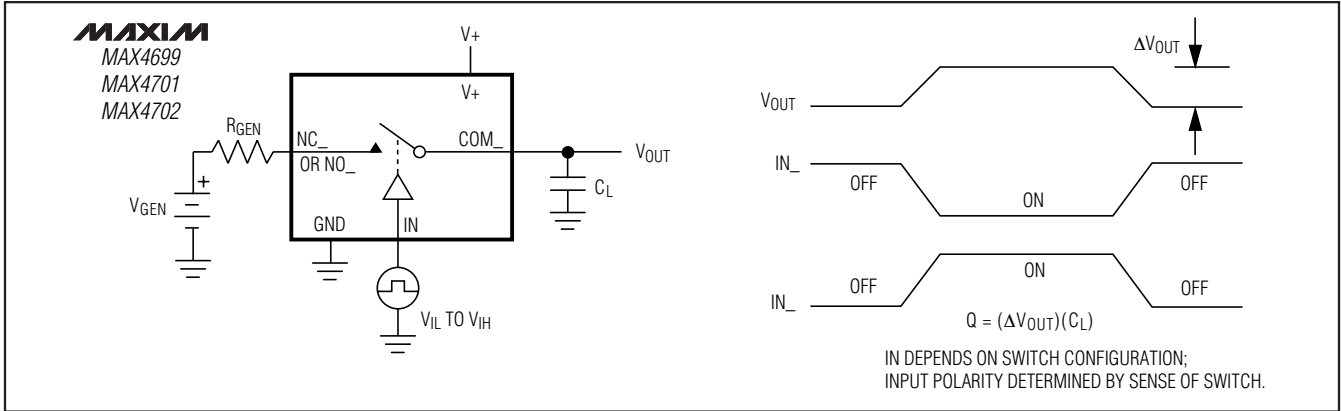 MAXIM
MAX4699
MAX4701
MAX4702
V+
V+
RGEN
NC_
OR NO_
COM_
VOUT
CL
VGEN
+
GND
IN
VIL TO VIH
ΔVOUT
VOUT
IN_
OFF
ON
OFF
IN_
OFF
ON
OFF
Q = (ΔVOUT)(CL)
IN DEPENDS ON SWITCH CONFIGURATION;
INPUT POLARITY DETERMINED BY SENSE OF SWITCH.